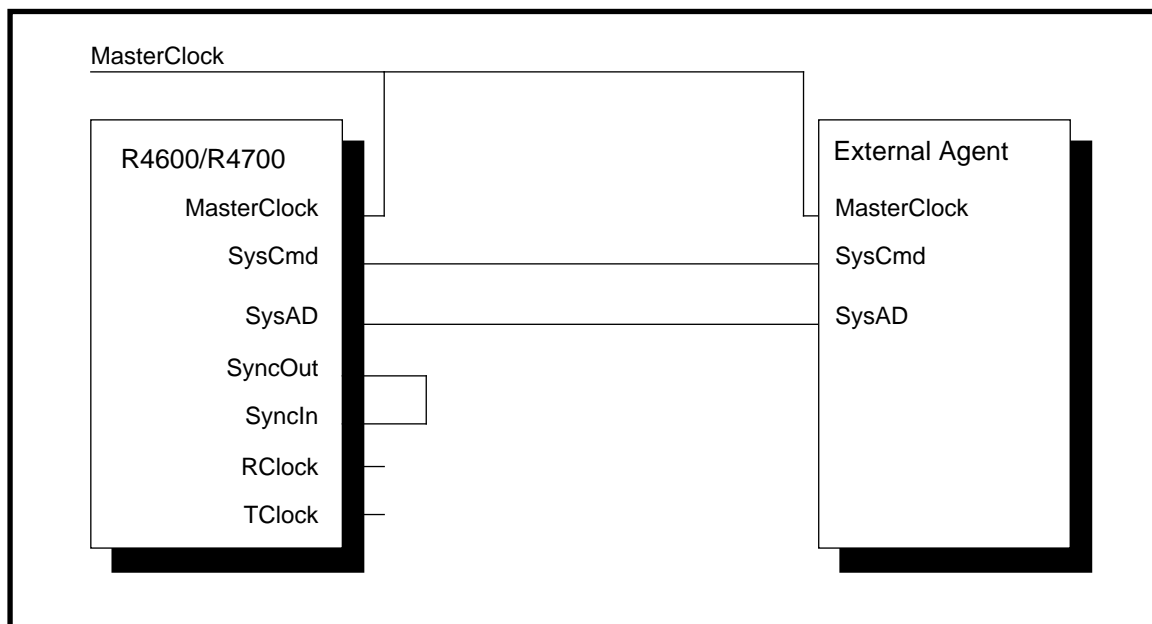 MasterClock
R4600/R4700
MasterClock
SysCmd
SysAD
SyncOut
SyncIn
RClock
TClock
External Agent
MasterClock
SysCmd
SysAD